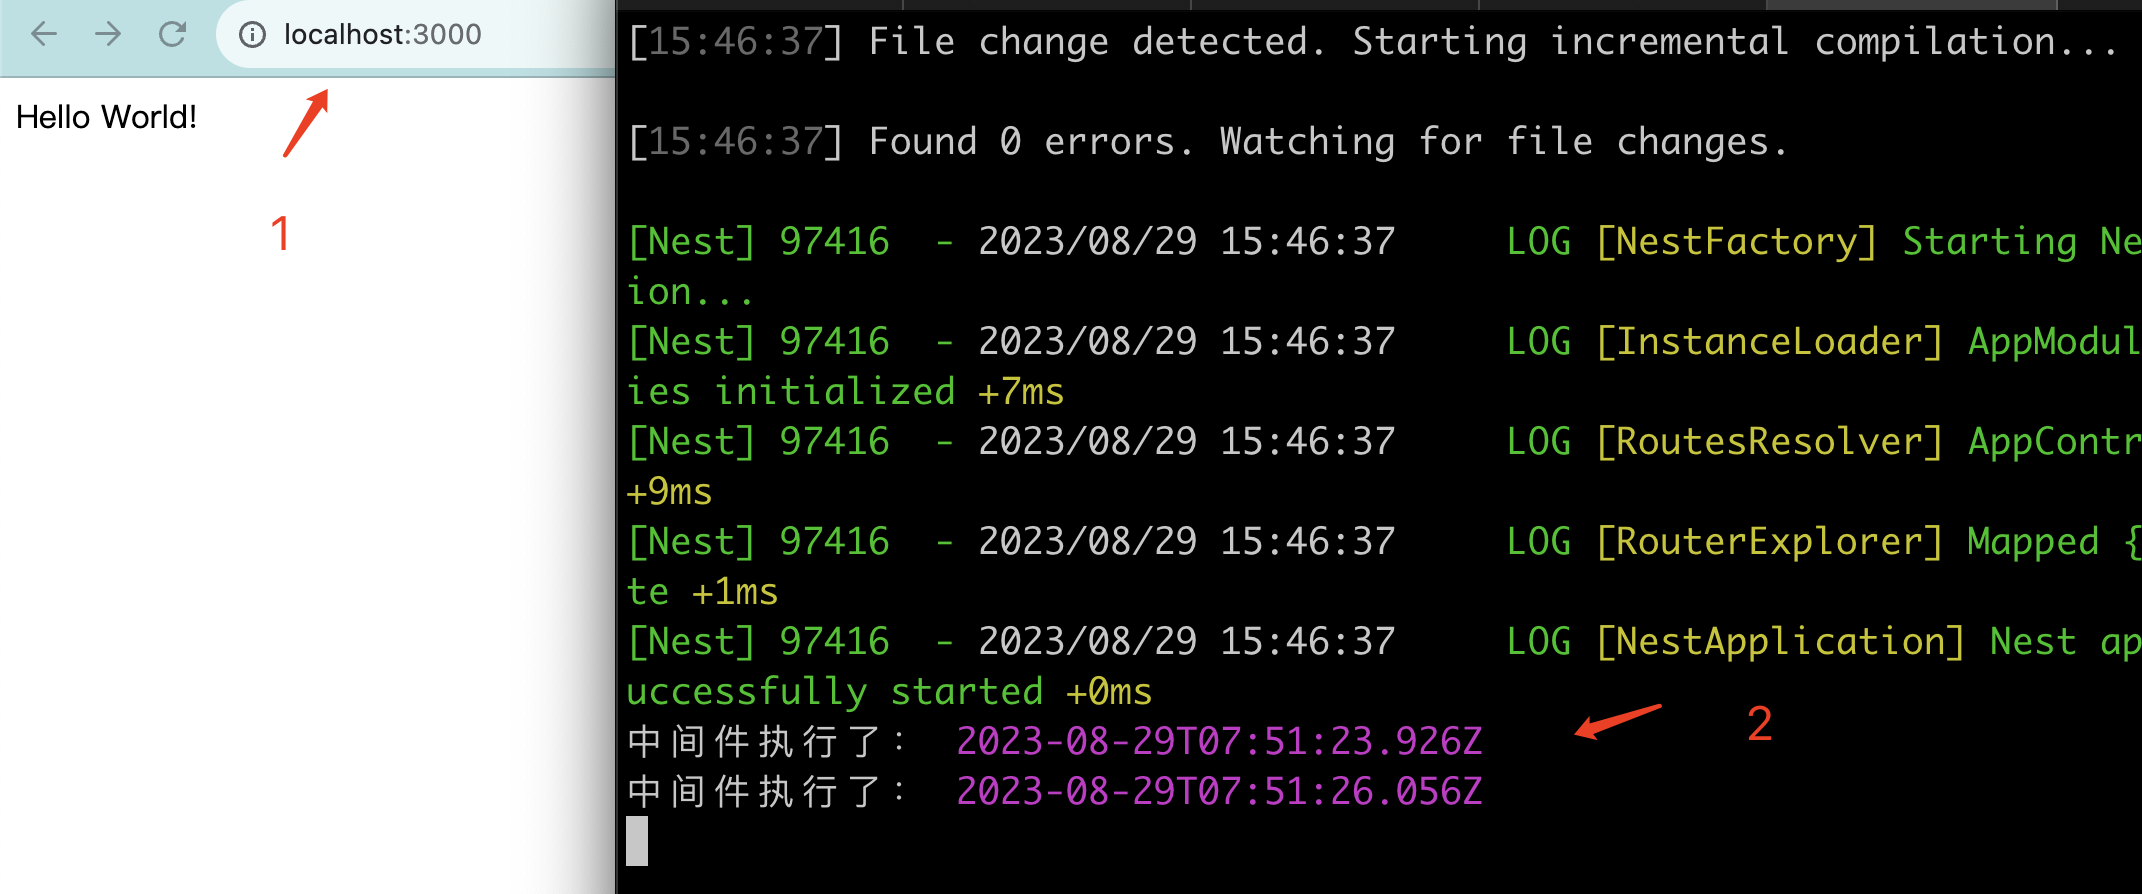 localhost:3000
Hello World!
1
[15:46:37] File change detected. Starting incremental compilation...
[15:46:37] Found 0 errors. Watching for file changes.
[Nest] 97416  - 2023/08/29 15:46:37     LOG [NestFactory] Starting Ne
ion...
[Nest] 97416  - 2023/08/29 15:46:37     LOG [InstanceLoader] AppModul
ies initialized +7ms
[Nest] 97416  - 2023/08/29 15:46:37     LOG [RoutesResolver] AppContr
+9ms
[Nest] 97416  - 2023/08/29 15:46:37     LOG [RouterExplorer] Mapped {
te +1ms
[Nest] 97416  - 2023/08/29 15:46:37     LOG [NestApplication] Nest ap
uccessfully started +0ms
中间件执行了： 2023-08-29T07:51:23.926Z
2
中间件执行了： 2023-08-29T07:51:26.056Z